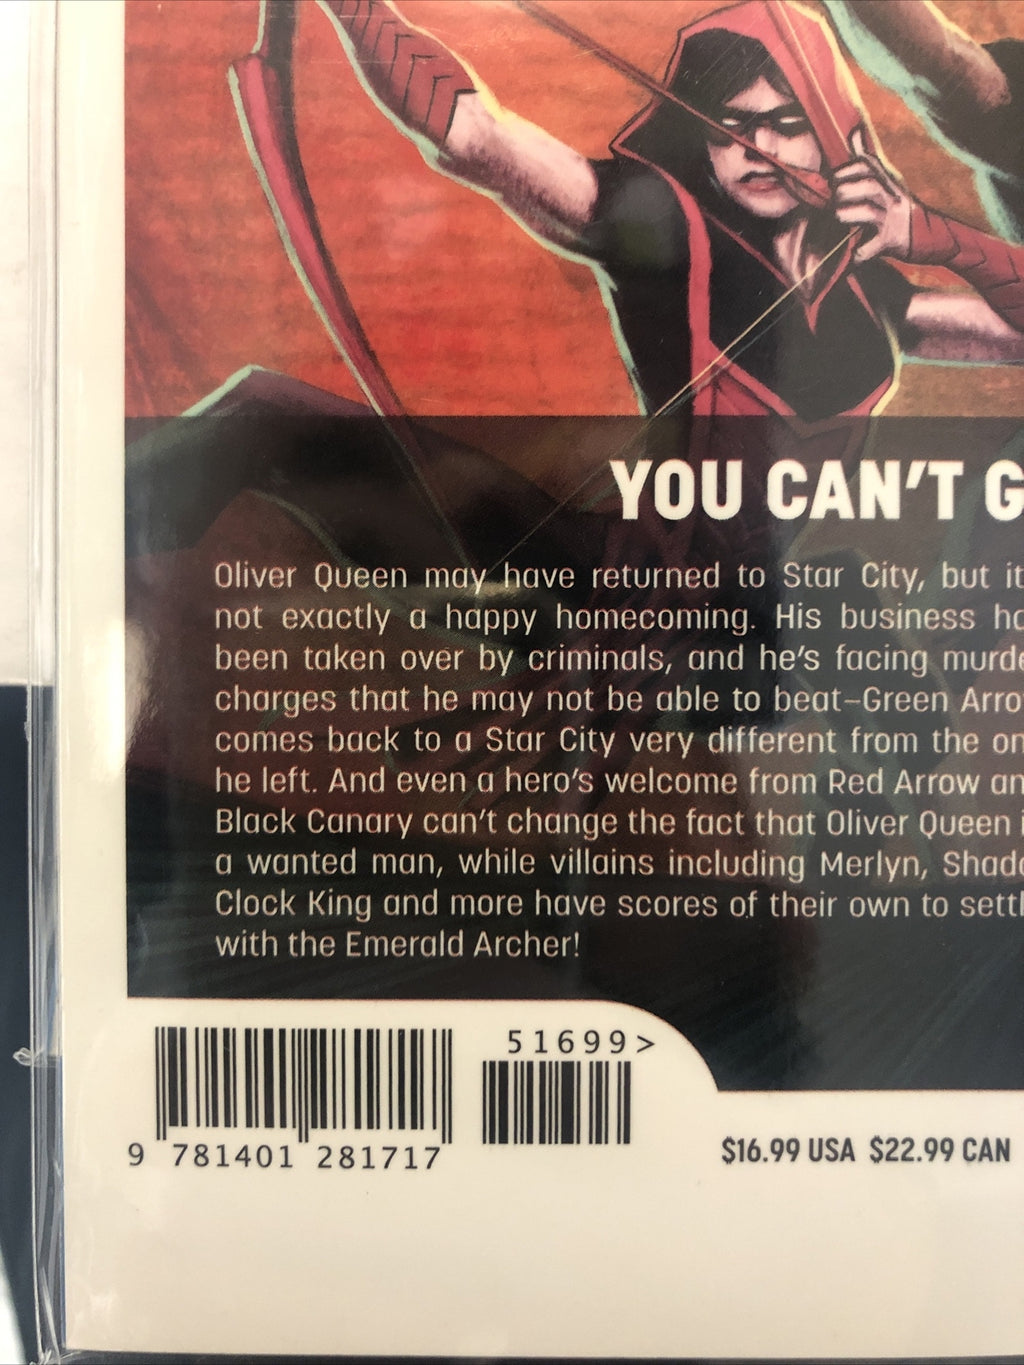 YOU CAN'T G
Oliver Queen may have returned to Star City, but it
not exactly a happy homecoming. His business ha
been taken over by criminals, and he's facing murde
charges that he may not be able to beat–Green Arro
comes back to a Star City very different from the on
he left. And even a hero's welcome from Red Arrow an
Black Canary can't change the fact that Oliver Queen i
a wanted man, while villains including Merlyn, Shado
Clock King and more have scores of their own to settl
with the Emerald Archer!
51699>
9 781401 281717
$16.99 USA $22.99 CAN